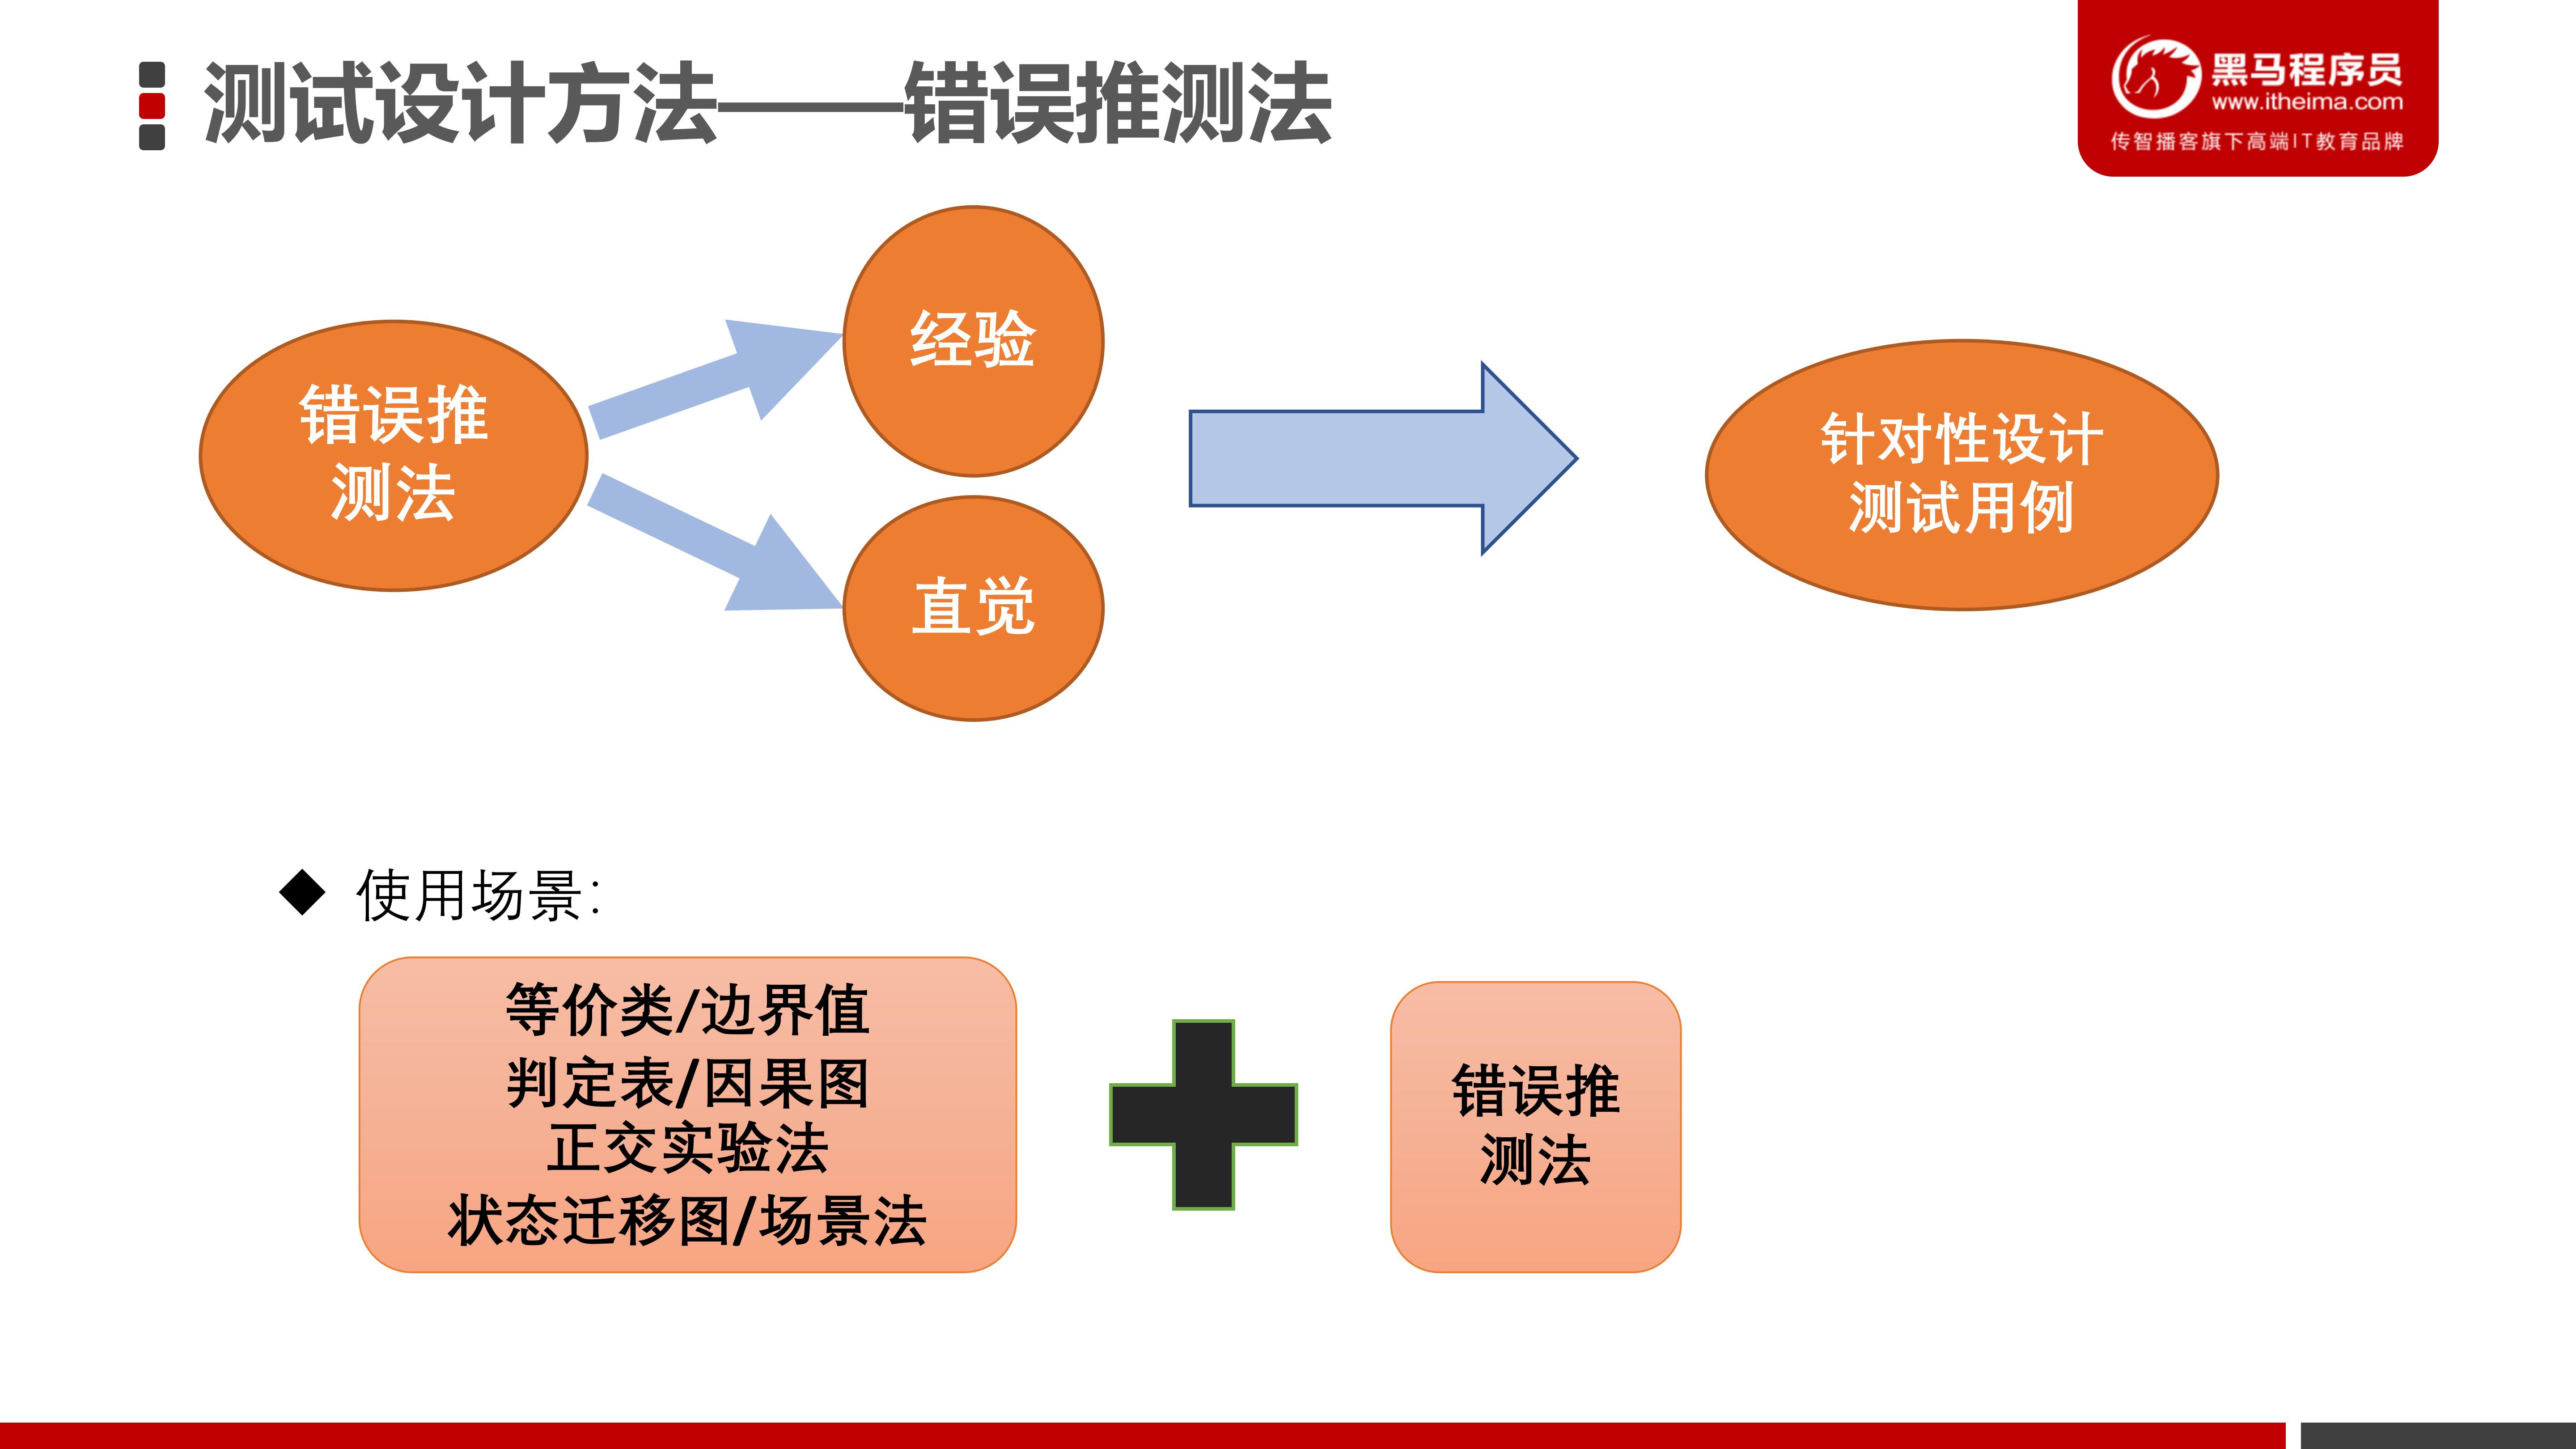 测试设计方法——错误推测法
黑马程序员
www.itheima.com
传智播客旗下高端IT教育品牌
错误推
测法
经验
直觉
针对性设计
测试用例
◆ 使用场景：
等价类/边界值
判定表/因果图
正交实验法
状态迁移图/场景法
错误推
测法